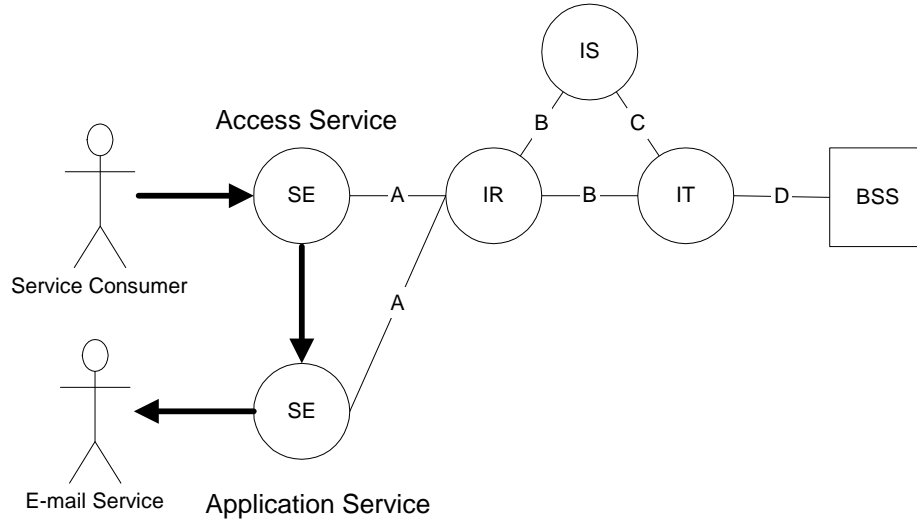 IS
B
C
Access Service
SE
A
IR
B
IT
D
BSS
Service Consumer
A
SE
E-mail Service
Application Service